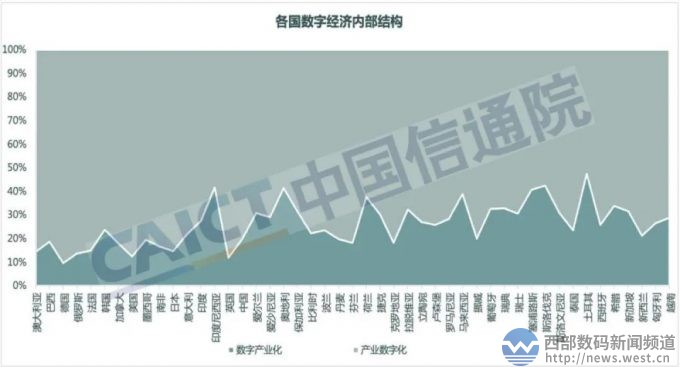 各国数字经济内部结构
100%
90%
80%
70%
60%
50%
40%
30%
20%
10%
0%
CAICT 中国信通院
澳大利亚
巴西
德国
俄罗斯
法国
韩国
加拿大
美国
墨西哥
南非
日本
意大利
印度
印度尼西亚
英国
中国
爱尔兰
爱沙尼亚
奥地利
保加利亚
比利时
波兰
丹麦
芬兰
荷兰
捷克
克罗地亚
拉脱维亚
立陶宛
卢森堡
罗马尼亚
马来西亚
挪威
葡萄牙
瑞典
瑞士
塞浦路斯
斯洛伐克
斯洛文尼亚
泰国
土耳其
西班牙
希腊
新加坡
新西兰
匈牙利
越南
数字产业化
产业数字化
西部数码新闻频道
http://news.west.cn